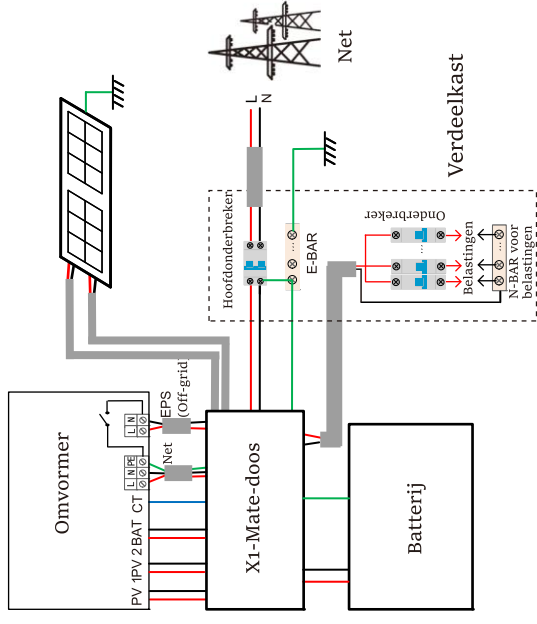 Omvormer
PV 1
PV 2
BAT
CT
L N PE
L N
Net
EPS
(Off-grid)
X1-Mate-doos
Batterij
Hoofdonderbreker
E-BAR
...
L
N
Net
Verdeelkast
Onderbreker
...
Belastingen
...
N-BAR voor
belastingen